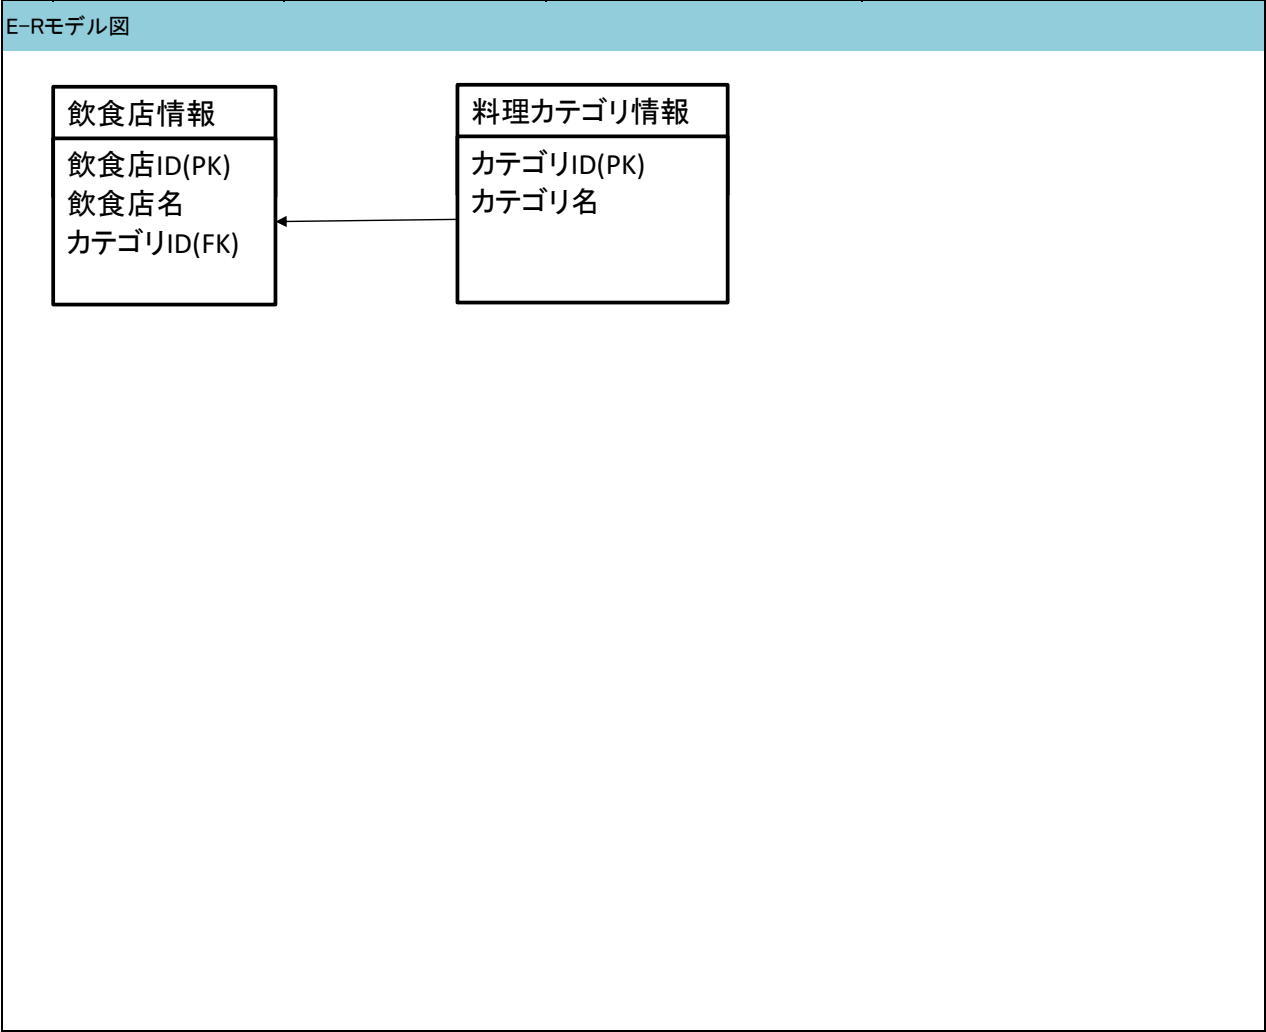 E-Rモデル図
飲食店情報
飲食店ID(PK)
飲食店名
カテゴリID(FK)
料理カテゴリ情報
カテゴリID(PK)
カテゴリ名